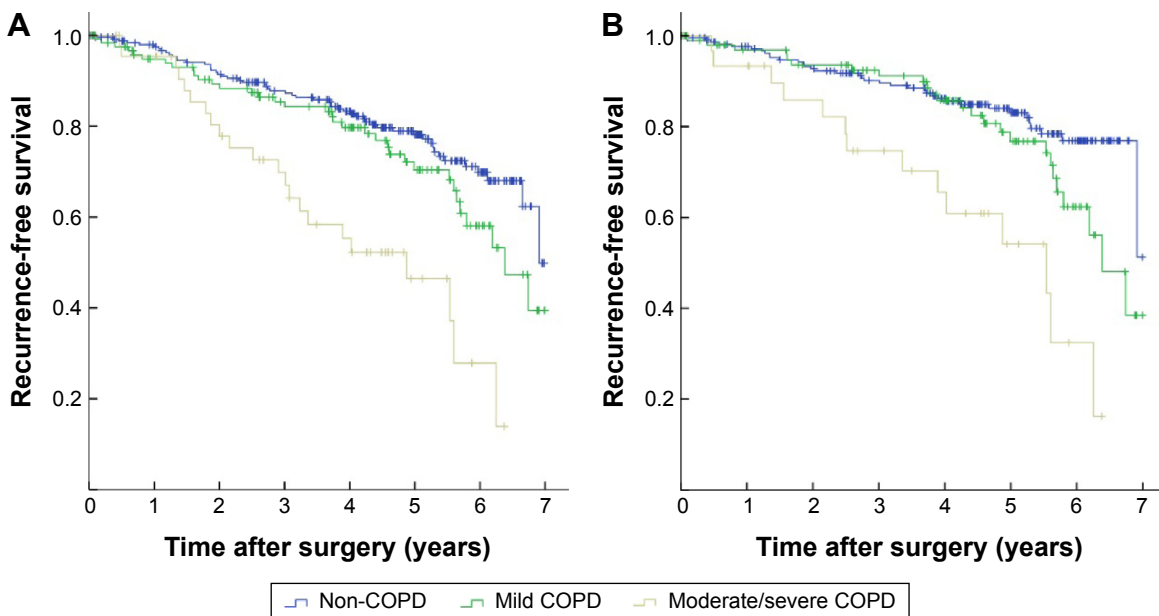 A
Recurrence-free survival
1.0
0.8
0.6
0.4
0.2
0 1 2 3 4 5 6 7
Time after surgery (years)
B
Recurrence-free survival
1.0
0.8
0.6
0.4
0.2
0 1 2 3 4 5 6 7
Time after surgery (years)
Non-COPD Mild COPD Moderate/severe COPD